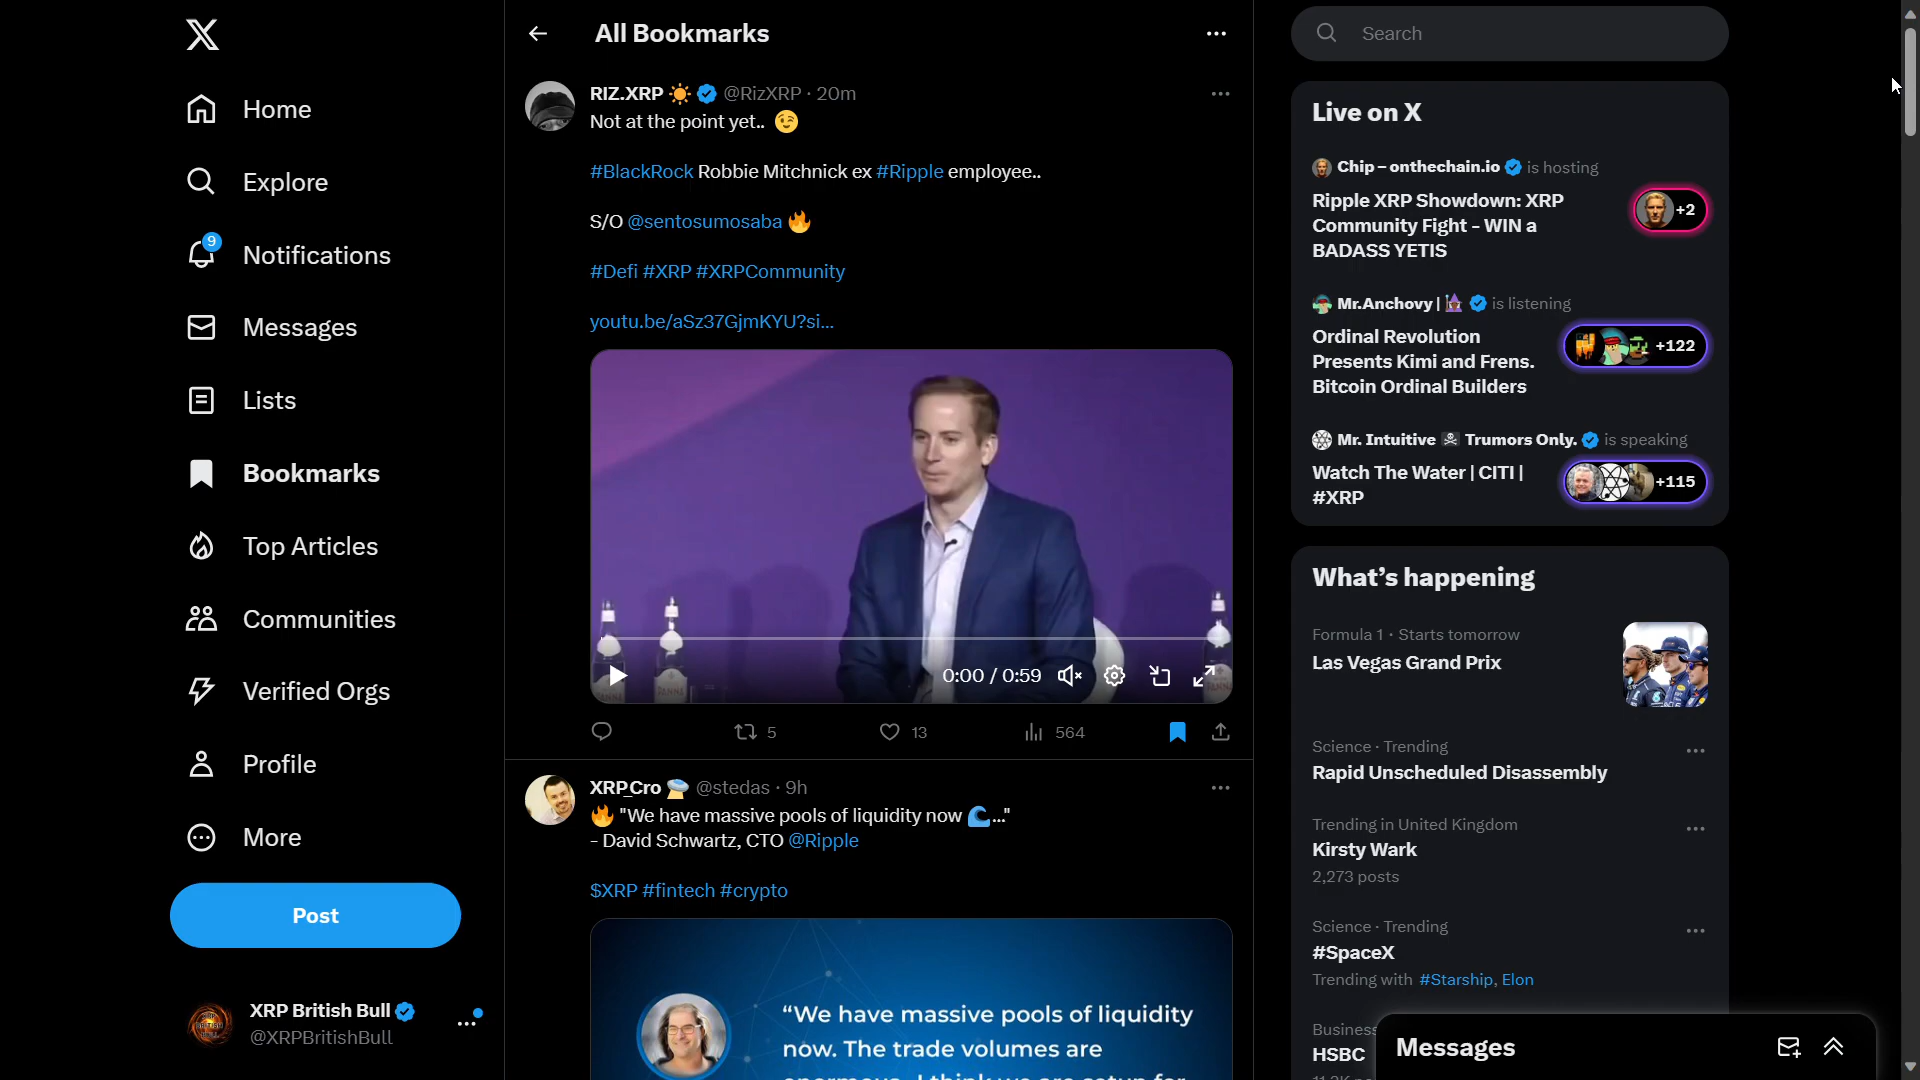 Home
Explore
9
Notifications
Messages
Lists
Bookmarks
Top Articles
Communities
Verified Orgs
Profile
More
Post
XRP British Bull
@XRPBritishBull
All Bookmarks
RIZ.XRP ☀️ @RizXRP · 20m
Not at the point yet.. 😉
#BlackRock Robbie Mitchnick ex #Ripple employee..
S/O @sentosumosaba 🔥
#Defi #XRP #XRPCommunity
youtu.be/aSz37GjmKYU?si...
0:00 / 0:59
5
13
564
XRP_Cro @stedas · 9h
🔥 "We have massive pools of liquidity now 🌊..."
- David Schwartz, CTO @Ripple
$XRP #fintech #crypto
“We have massive pools of liquidity
now. The trade volumes are
Search
Live on X
Chip – onthechain.io is hosting
Ripple XRP Showdown: XRP
Community Fight - WIN a
BADASS YETIS
+2
Mr.Anchovy | 🧙 is listening
Ordinal Revolution
Presents Kimi and Frens.
Bitcoin Ordinal Builders
+122
Mr. Intuitive ☠ Trumors Only. is speaking
Watch The Water | CITI |
#XRP
+115
What’s happening
Formula 1 · Starts tomorrow
Las Vegas Grand Prix
Science · Trending
Rapid Unscheduled Disassembly
Trending in United Kingdom
Kirsty Wark
2,273 posts
Science · Trending
#SpaceX
Trending with #Starship, Elon
Business
HSBC
Messages